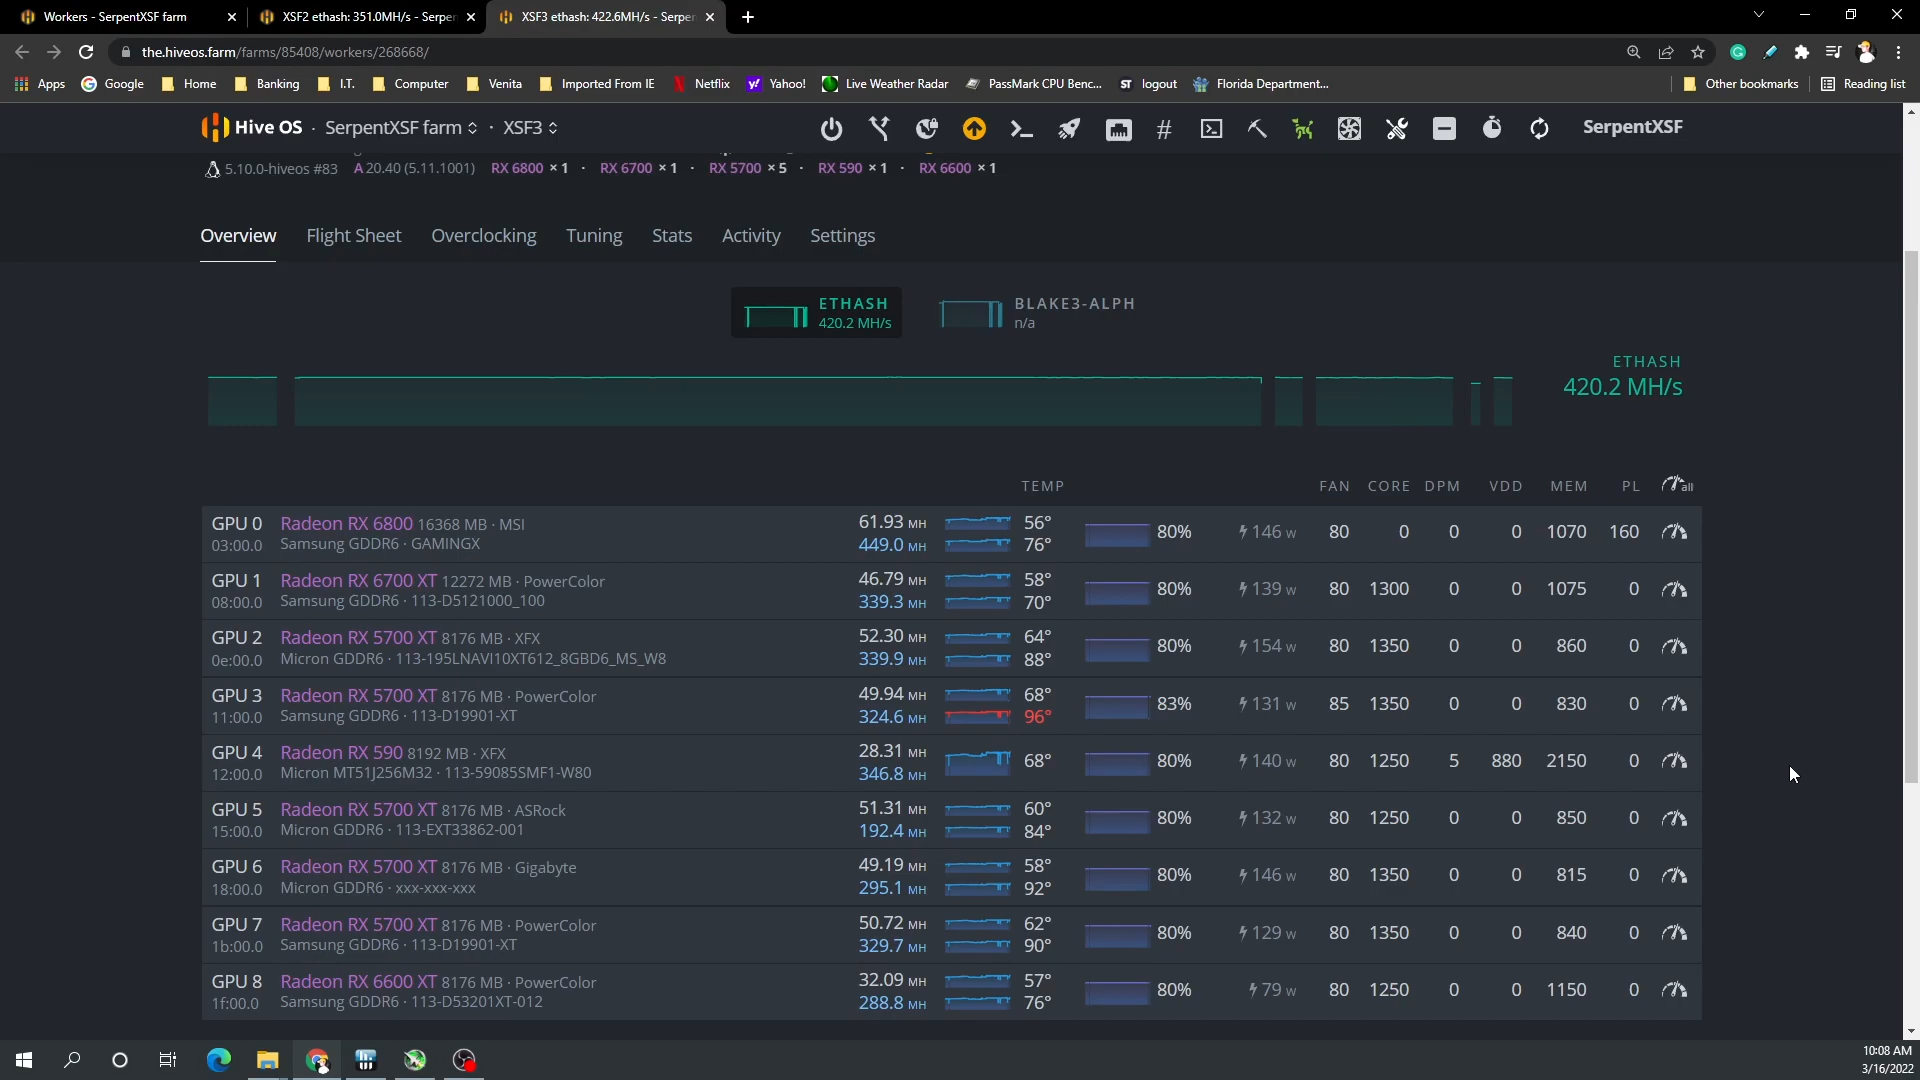 Workers - SerpentXSF farm
XSF2 ethash: 351.0MH/s - Serpen
XSF3 ethash: 422.6MH/s - Serpen
the.hiveos.farm/farms/85408/workers/268668/
Apps Google Home Banking I.T. Computer Venita Imported From IE Netflix Yahoo! Live Weather Radar PassMark CPU Benc... ST logout Florida Department... Other bookmarks Reading list
Hive OS · SerpentXSF farm · XSF3 SerpentXSF
5.10.0-hiveos #83 A 20.40 (5.11.1001) RX 6800 ×1 · RX 6700 ×1 · RX 5700 ×5 · RX 590 ×1 · RX 6600 ×1
Overview Flight Sheet Overclocking Tuning Stats Activity Settings
ETHASH
420.2 MH/s
BLAKE3-ALPH
n/a
ETHASH
420.2 MH/s
TEMP FAN CORE DPM VDD MEM PL all
GPU 0 Radeon RX 6800 16368 MB · MSI 61.93 MH 56° 80% 146 w 80 0 0 0 1070 160
03:00.0 Samsung GDDR6 · GAMINGX 449.0 MH 76°
GPU 1 Radeon RX 6700 XT 12272 MB · PowerColor 46.79 MH 58° 80% 139 w 80 1300 0 0 1075 0
08:00.0 Samsung GDDR6 · 113-D5121000_100 339.3 MH 70°
GPU 2 Radeon RX 5700 XT 8176 MB · XFX 52.30 MH 64° 80% 154 w 80 1350 0 0 860 0
0e:00.0 Micron GDDR6 · 113-195LNAVI10XT612_8GBD6_MS_W8 339.9 MH 88°
GPU 3 Radeon RX 5700 XT 8176 MB · PowerColor 49.94 MH 68° 83% 131 w 85 1350 0 0 830 0
11:00.0 Samsung GDDR6 · 113-D19901-XT 324.6 MH 96°
GPU 4 Radeon RX 590 8192 MB · XFX 28.31 MH 68° 80% 140 w 80 1250 5 880 2150 0
12:00.0 Micron MT51J256M32 · 113-59085SMF1-W80 346.8 MH
GPU 5 Radeon RX 5700 XT 8176 MB · ASRock 51.31 MH 60° 80% 132 w 80 1250 0 0 850 0
15:00.0 Micron GDDR6 · 113-EXT33862-001 192.4 MH 84°
GPU 6 Radeon RX 5700 XT 8176 MB · Gigabyte 49.19 MH 58° 80% 146 w 80 1350 0 0 815 0
18:00.0 Micron GDDR6 · xxx-xxx-xxx 295.1 MH 92°
GPU 7 Radeon RX 5700 XT 8176 MB · PowerColor 50.72 MH 62° 80% 129 w 80 1350 0 0 840 0
1b:00.0 Samsung GDDR6 · 113-D19901-XT 329.7 MH 90°
GPU 8 Radeon RX 6600 XT 8176 MB · PowerColor 32.09 MH 57° 80% 79 w 80 1250 0 0 1150 0
1f:00.0 Samsung GDDR6 · 113-D53201XT-012 288.8 MH 76°
10:08 AM
3/16/2022